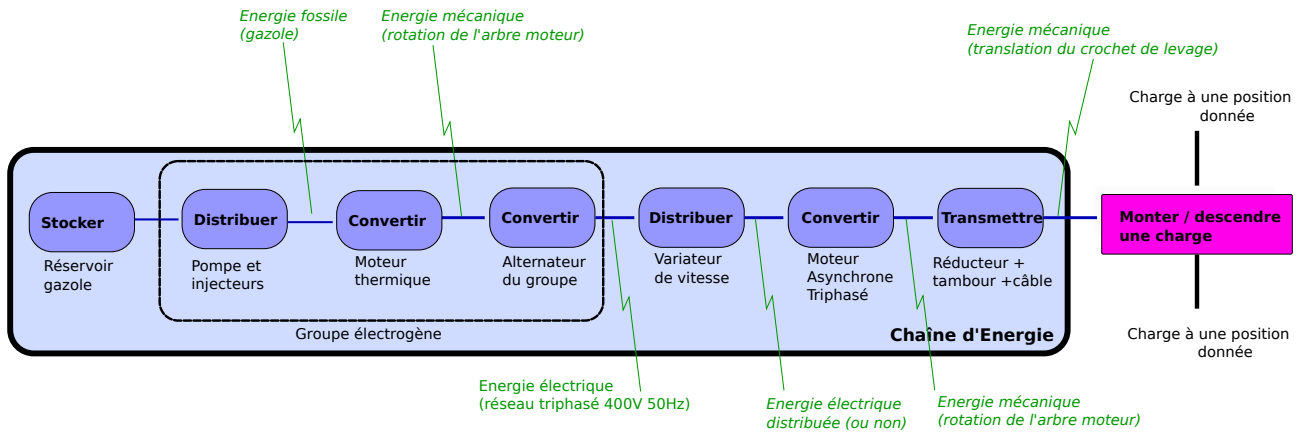 Energie fossile
(gazole)
Energie mécanique
(rotation de l'arbre moteur)
Energie mécanique
(translation du crochet de levage)
Charge à une position
donnée
Stocker
Distribuer
Convertir
Convertir
Distribuer
Convertir
Transmettre
Monter / descendre
une charge
Réservoir
gazole
Pompe et
injecteurs
Moteur
thermique
Alternateur
du groupe
Variateur
de vitesse
Moteur
Asynchrone
Triphasé
Réducteur +
tambour +câble
Groupe électrogène
Chaîne d'Energie
Charge à une position
donnée
Energie électrique
(réseau triphasé 400V 50Hz)
Energie électrique
distribuée (ou non)
Energie mécanique
(rotation de l'arbre moteur)